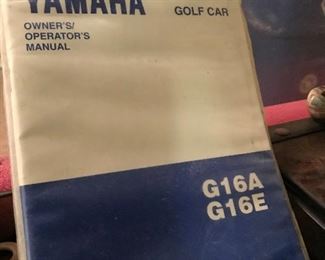 YAMAHA
GOLF CAR
OWNER'S/
OPERATOR'S
MANUAL
G16A
G16E